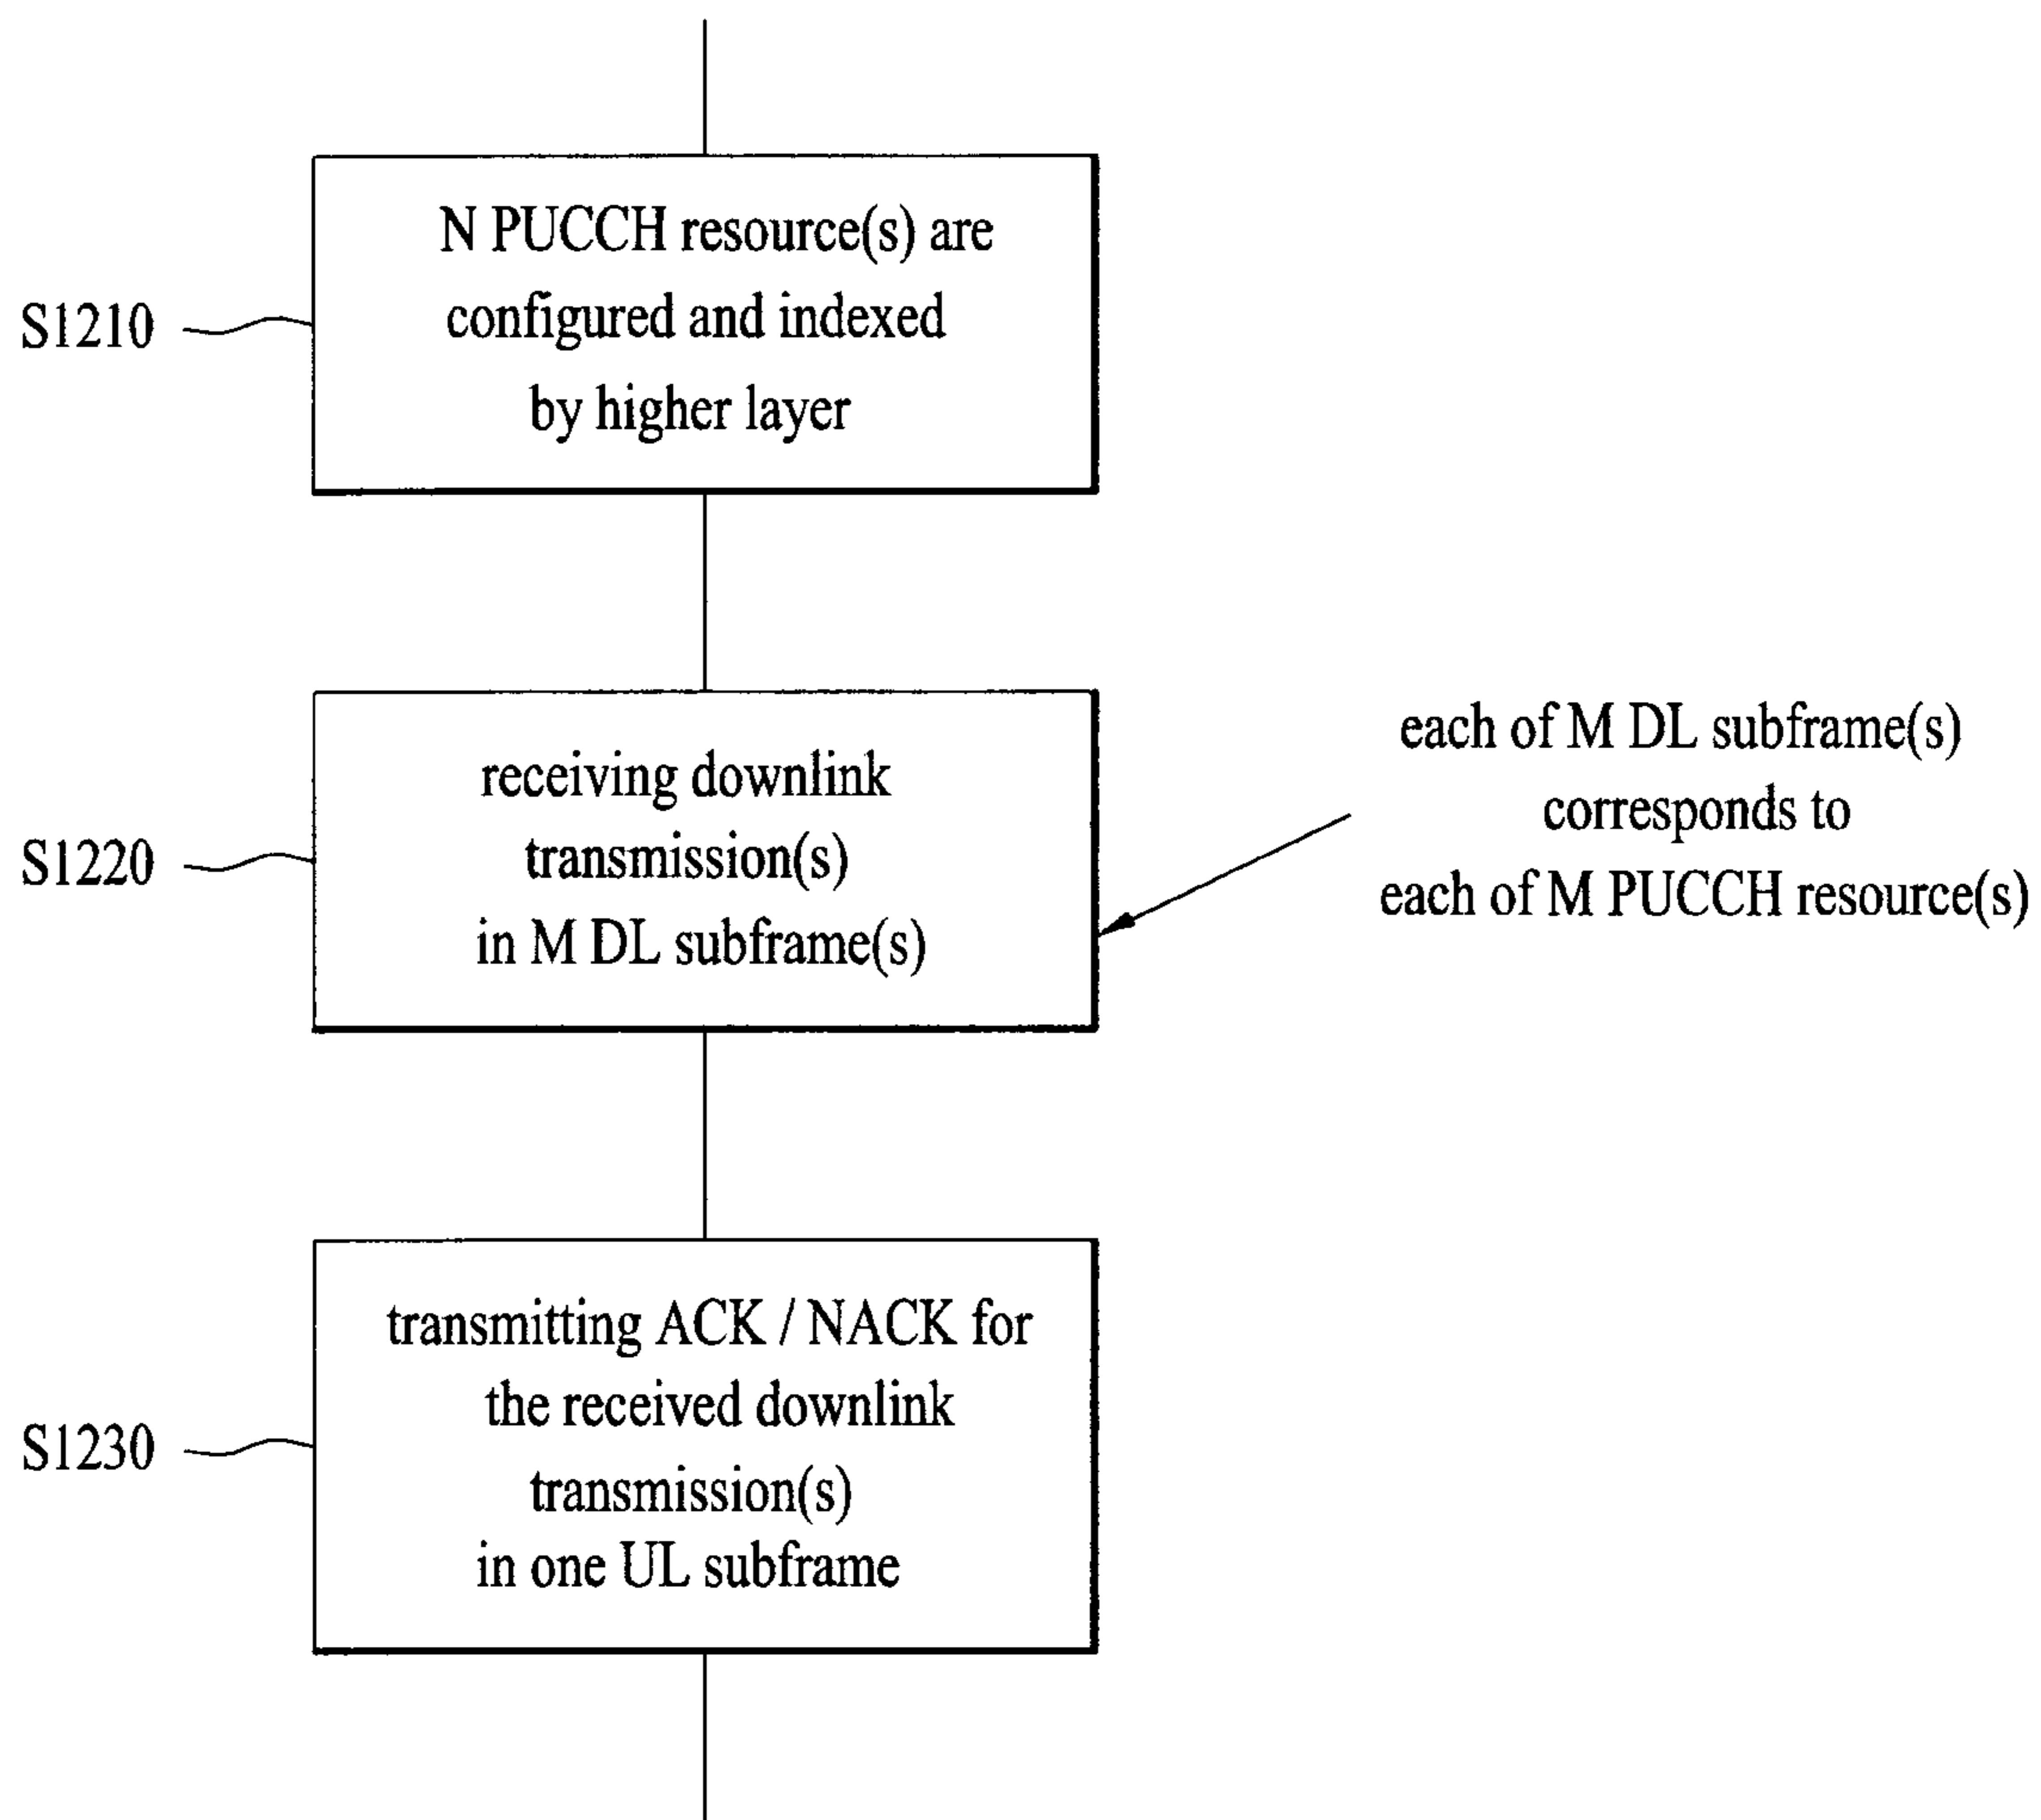 N PUCCH resource(s) are
configured and indexed
by higher layer
S1210
receiving downlink
transmission(s)
in M DL subframe(s)
S1220
each of M DL subframe(s)
corresponds to
each of M PUCCH resource(s)
transmitting ACK / NACK for
the received downlink
transmission(s)
in one UL subframe
S1230